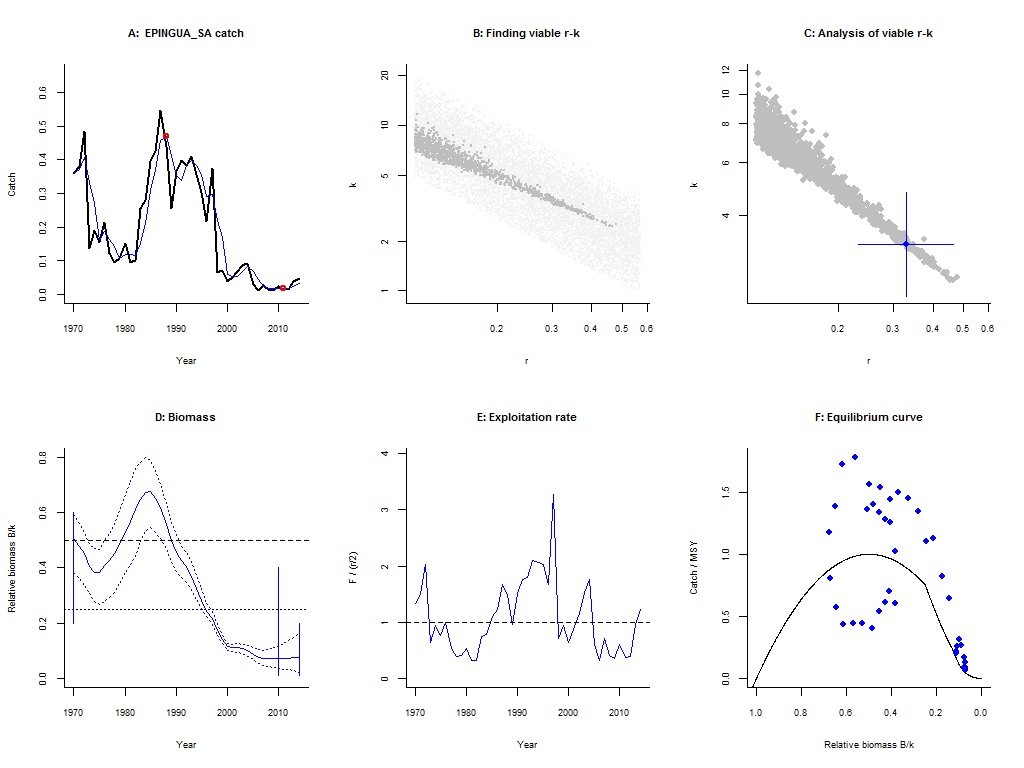 A:  EPINGUA_SA catch
Catch
0.0 0.1 0.2 0.3 0.4 0.5 0.6
1970 1980 1990 2000 2010
Year
B: Finding viable r-k
k
1 2 5 10 20
0.2 0.3 0.4 0.5 0.6
r
C: Analysis of viable r-k
k
4 6 8 10 12
0.2 0.3 0.4 0.5 0.6
r
D: Biomass
Relative biomass B/k
0.0 0.2 0.4 0.6 0.8
1970 1980 1990 2000 2010
Year
E: Exploitation rate
F / (r/2)
0 1 2 3 4
1970 1980 1990 2000 2010
Year
F: Equilibrium curve
Catch / MSY
0.0 0.5 1.0 1.5
1.0 0.8 0.6 0.4 0.2 0.0
Relative biomass B/k